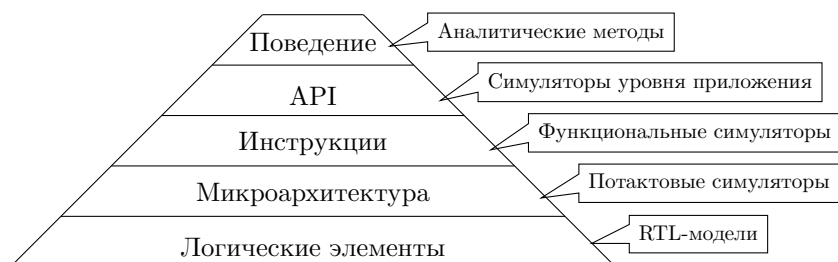 Поведение
Аналитические методы
API
Симуляторы уровня приложения
Инструкции
Функциональные симуляторы
Микроархитектура
Потактовые симуляторы
Логические элементы
RTL-модели